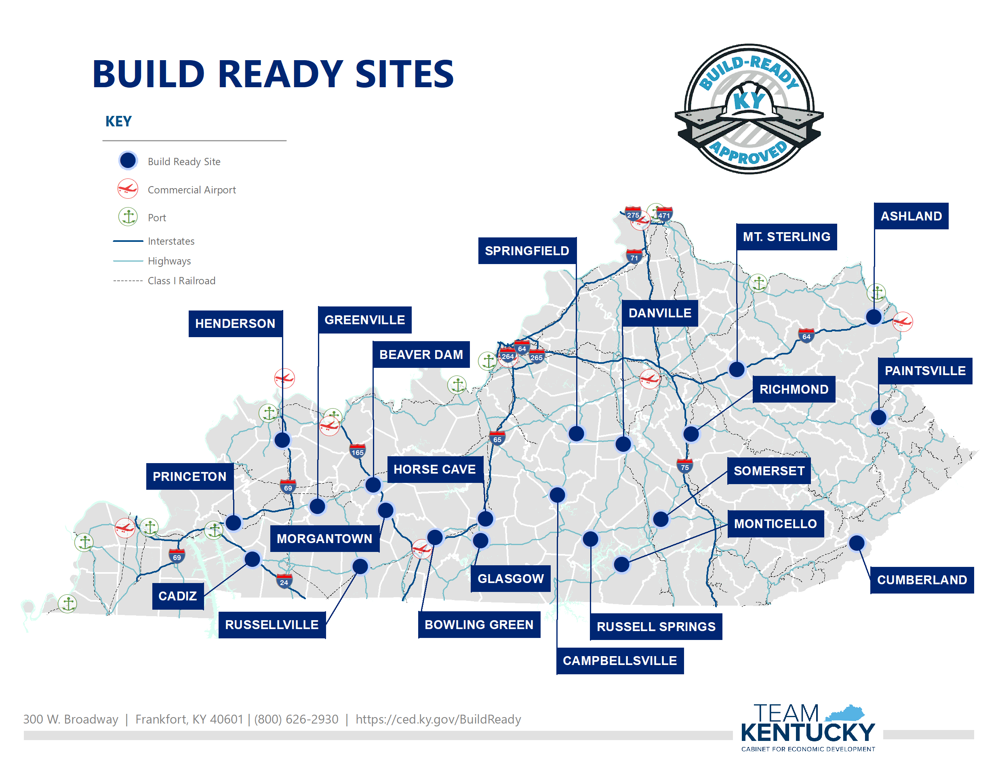 BUILD READY SITES
BUILD-READY
KY
APPROVED
KEY
Build Ready Site
Commercial Airport
Port
Interstates
Highways
Class I Railroad
275
471
71
ASHLAND
MT. STERLING
SPRINGFIELD
DANVILLE
HENDERSON
GREENVILLE
BEAVER DAM
64
264
265
64
PAINTSVILLE
RICHMOND
65
165
75
HORSE CAVE
SOMERSET
PRINCETON
69
MORGANTOWN
MONTICELLO
69
24
GLASGOW
CUMBERLAND
CADIZ
RUSSELLVILLE
BOWLING GREEN
RUSSELL SPRINGS
CAMPBELLSVILLE
300 W. Broadway | Frankfort, KY 40601 | (800) 626-2930 | https://ced.ky.gov/BuildReady
TEAM
KENTUCKY
CABINET FOR ECONOMIC DEVELOPMENT